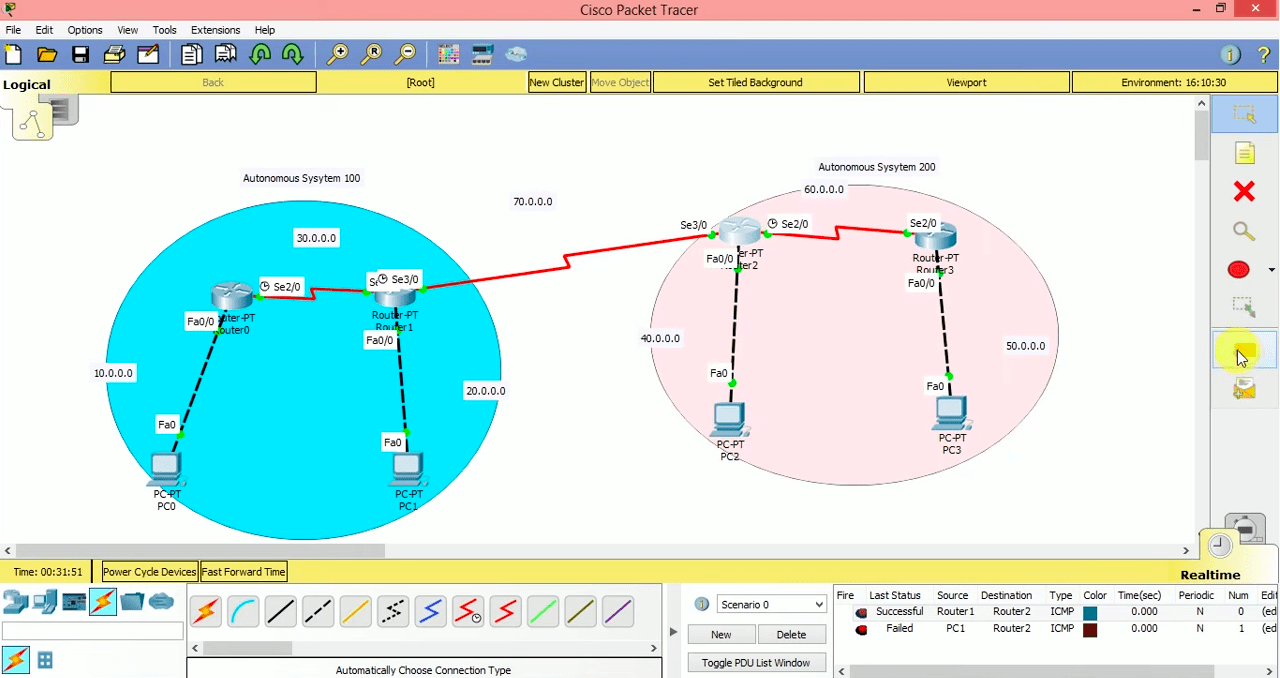 Cisco Packet Tracer
File Edit Options View Tools Extensions Help
Logical
Back
[Root]
New Cluster
Move Object
Set Tiled Background
Viewport
Environment: 16:10:30
Autonomous Sysytem 100
Autonomous Sysytem 200
70.0.0.0
60.0.0.0
30.0.0.0
Se3/0
Se2/0
Se2/0
Router-PT
Router3
Fa0/0
Fa0/0
Se2/0
Se3/0
Fa0/0
Router-PT
Router1
Fa0/0
40.0.0.0
50.0.0.0
10.0.0.0
20.0.0.0
Fa0
Fa0
Fa0
Fa0
PC-PT
PC2
PC-PT
PC3
PC-PT
PC0
PC-PT
PC1
Time: 00:31:51
Power Cycle Devices
Fast Forward Time
Realtime
Scenario 0
New
Delete
Toggle PDU List Window
Automatically Choose Connection Type
Fire Last Status Source Destination Type Color Time(sec) Periodic Num Edi
Successful Router1 Router2 ICMP 0.000 N 0 (ed
Failed PC1 Router2 ICMP 0.000 N 1 (ed